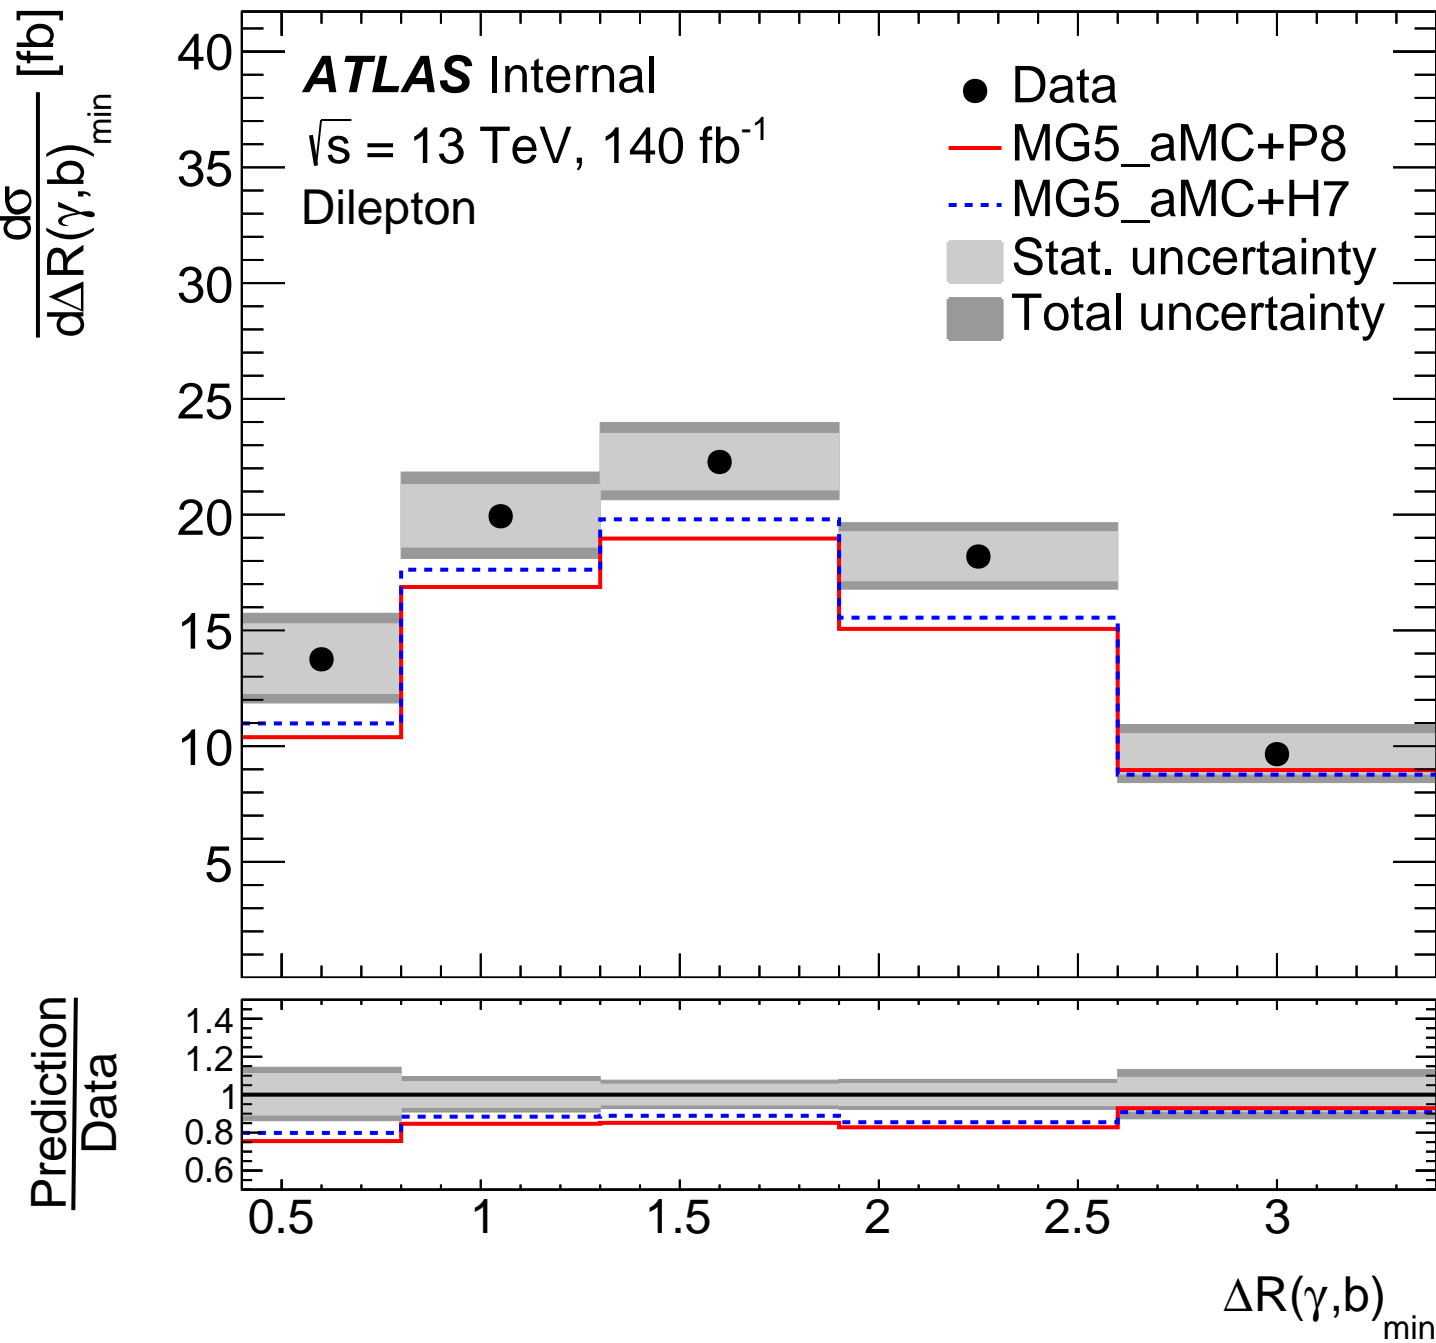 dσ
dΔR(γ,b)min [fb]
ATLAS Internal
√s = 13 TeV, 140 fb-1
Dilepton
Data
MG5_aMC+P8
MG5_aMC+H7
Stat. uncertainty
Total uncertainty
40
35
30
25
20
15
10
5
Prediction
Data
1.4
1.2
1
0.8
0.6
0.5 1 1.5 2 2.5 3
ΔR(γ,b)min